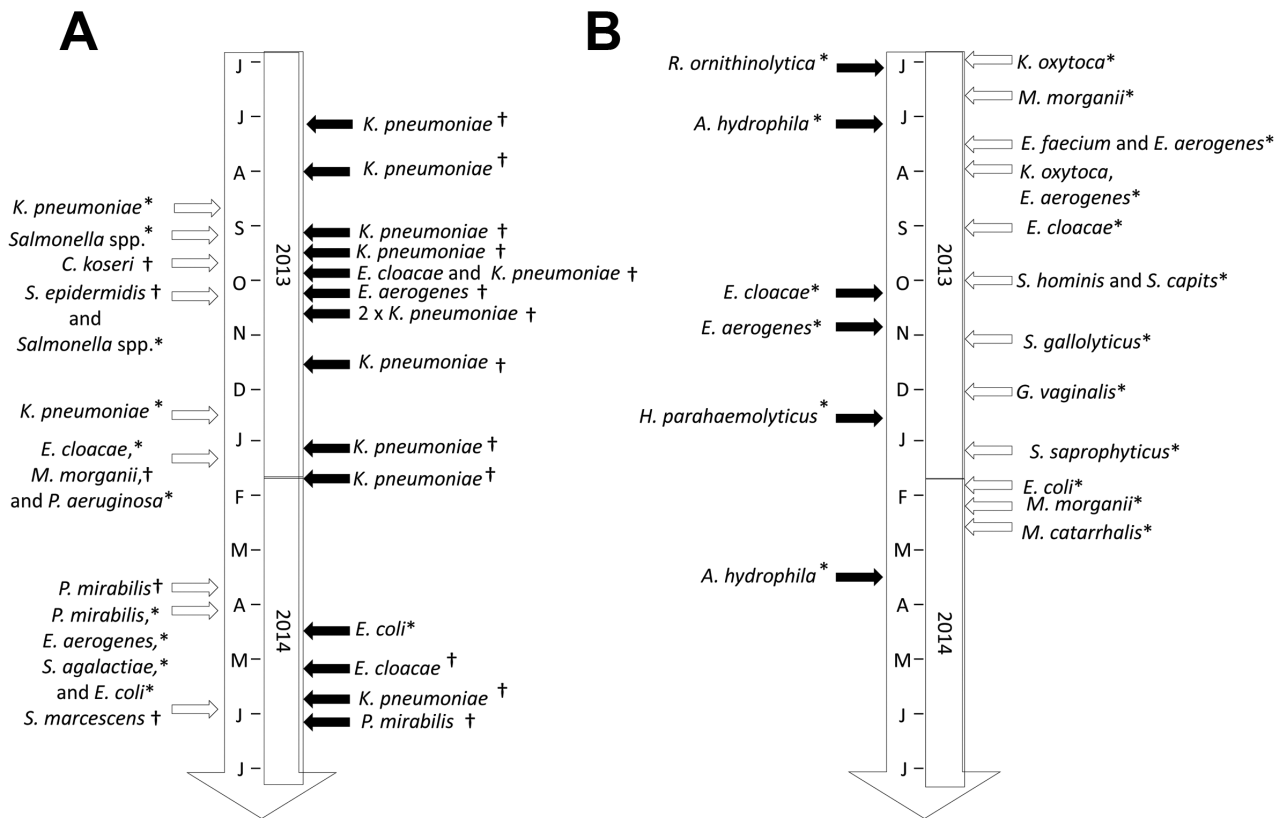 A
K. pneumoniae*
Salmonella spp.*
C. koseri †
S. epidermidis †
and
Salmonella spp.*
K. pneumoniae *
E. cloacae,*
M. morganii,†
and P. aeruginosa*
P. mirabilis†
P. mirabilis,*
E. aerogenes,*
S. agalactiae,*
and E. coli*
S. marcescens †
J
J
A
S
O
N
D
J
F
M
A
M
J
J
2013
2014
K. pneumoniae †
K. pneumoniae †
K. pneumoniae †
K. pneumoniae †
E. cloacae and K. pneumoniae †
E. aerogenes †
2 x K. pneumoniae †
K. pneumoniae †
K. pneumoniae †
K. pneumoniae †
E. coli*
E. cloacae †
K. pneumoniae †
P. mirabilis †
B
R. ornithinolytica *
A. hydrophila *
E. cloacae*
E. aerogenes*
H. parahaemolyticus *
A. hydrophila *
J
J
A
S
O
N
D
J
F
M
A
M
J
J
2013
2014
K. oxytoca*
M. morganii*
E. faecium and E. aerogenes*
K. oxytoca,
E. aerogenes*
E. cloacae*
S. hominis and S. capits*
S. gallolyticus*
G. vaginalis*
S. saprophyticus*
E. coli*
M. morganii*
M. catarrhalis*